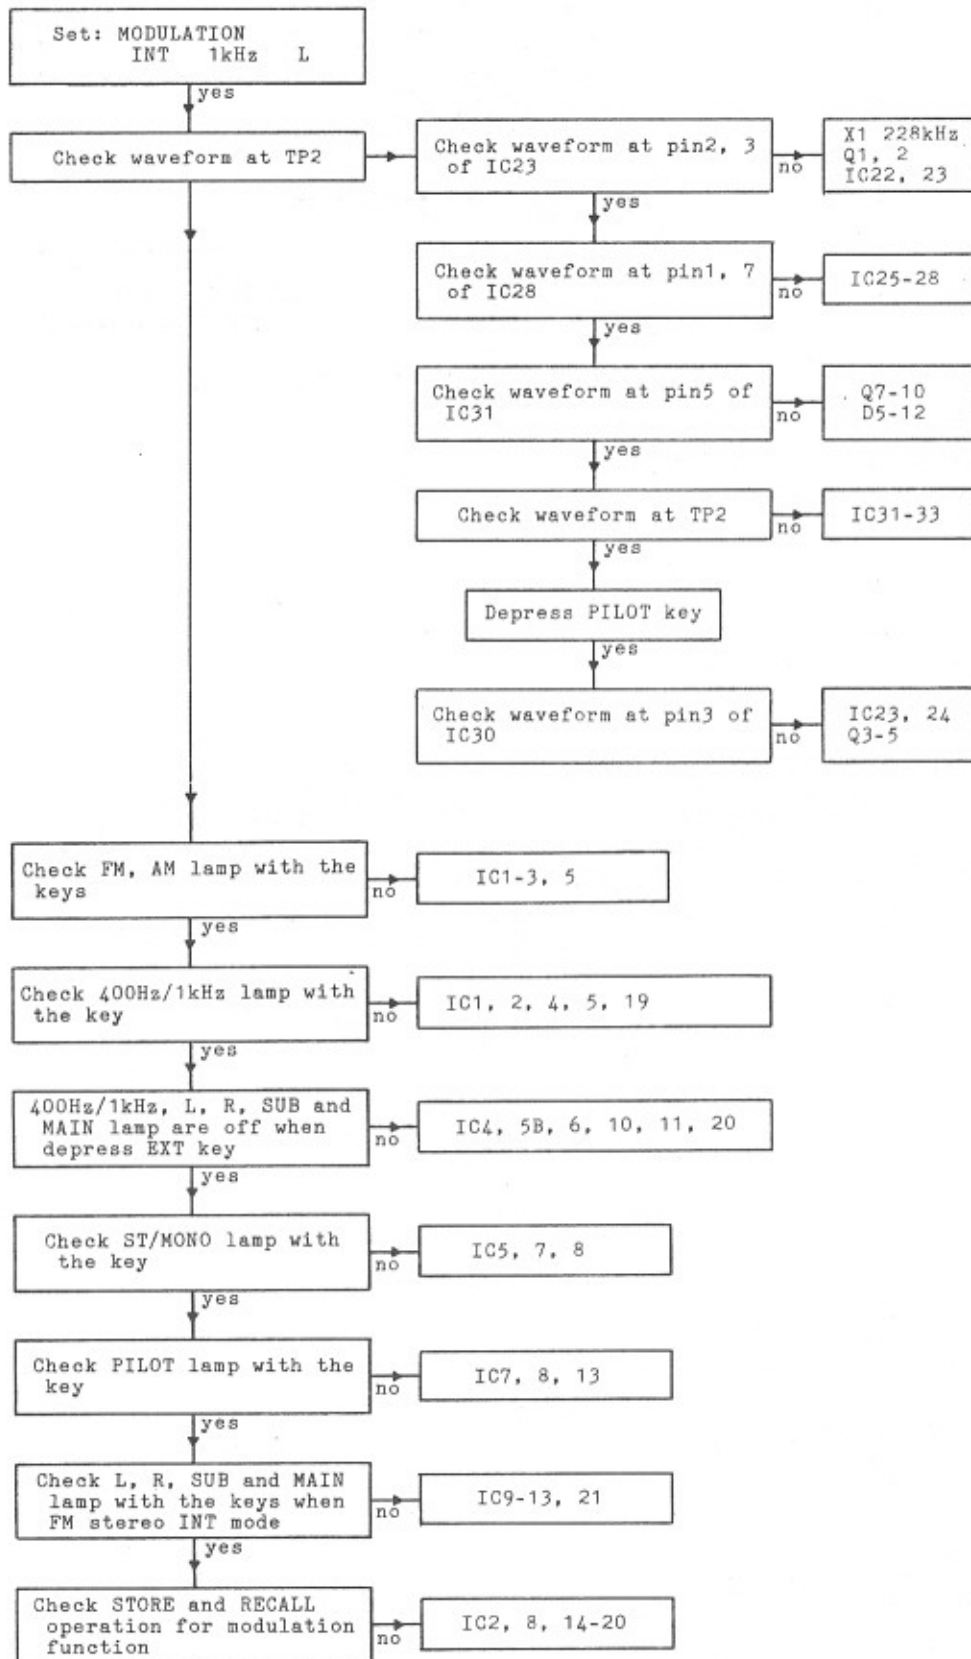 Set: MODULATION
INT 1kHz L
yes
Check waveform at TP2
Check waveform at pin2, 3
of IC23
no
X1 228kHz
Q1, 2
IC22, 23
yes
Check waveform at pin1, 7
of IC28
no
IC25-28
yes
Check waveform at pin5 of
IC31
no
Q7-10
D5-12
yes
Check waveform at TP2
no
IC31-33
yes
Depress PILOT key
yes
Check waveform at pin3 of
IC30
no
IC23, 24
Q3-5
Check FM, AM lamp with the
keys
no
IC1-3, 5
yes
Check 400Hz/1kHz lamp with
the key
no
IC1, 2, 4, 5, 19
yes
400Hz/1kHz, L, R, SUB and
MAIN lamp are off when
depress EXT key
no
IC4, 5B, 6, 10, 11, 20
yes
Check ST/MONO lamp with
the key
no
IC5, 7, 8
yes
Check PILOT lamp with the
key
no
IC7, 8, 13
yes
Check L, R, SUB and MAIN
lamp with the keys when
FM stereo INT mode
no
IC9-13, 21
yes
Check STORE and RECALL
operation for modulation
function
no
IC2, 8, 14-20